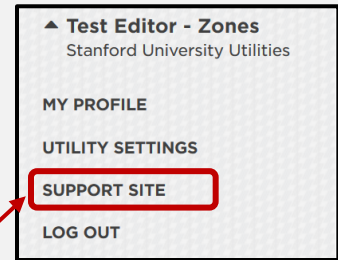 Test Editor - Zones
Stanford University Utilities
MY PROFILE
UTILITY SETTINGS
SUPPORT SITE
LOG OUT